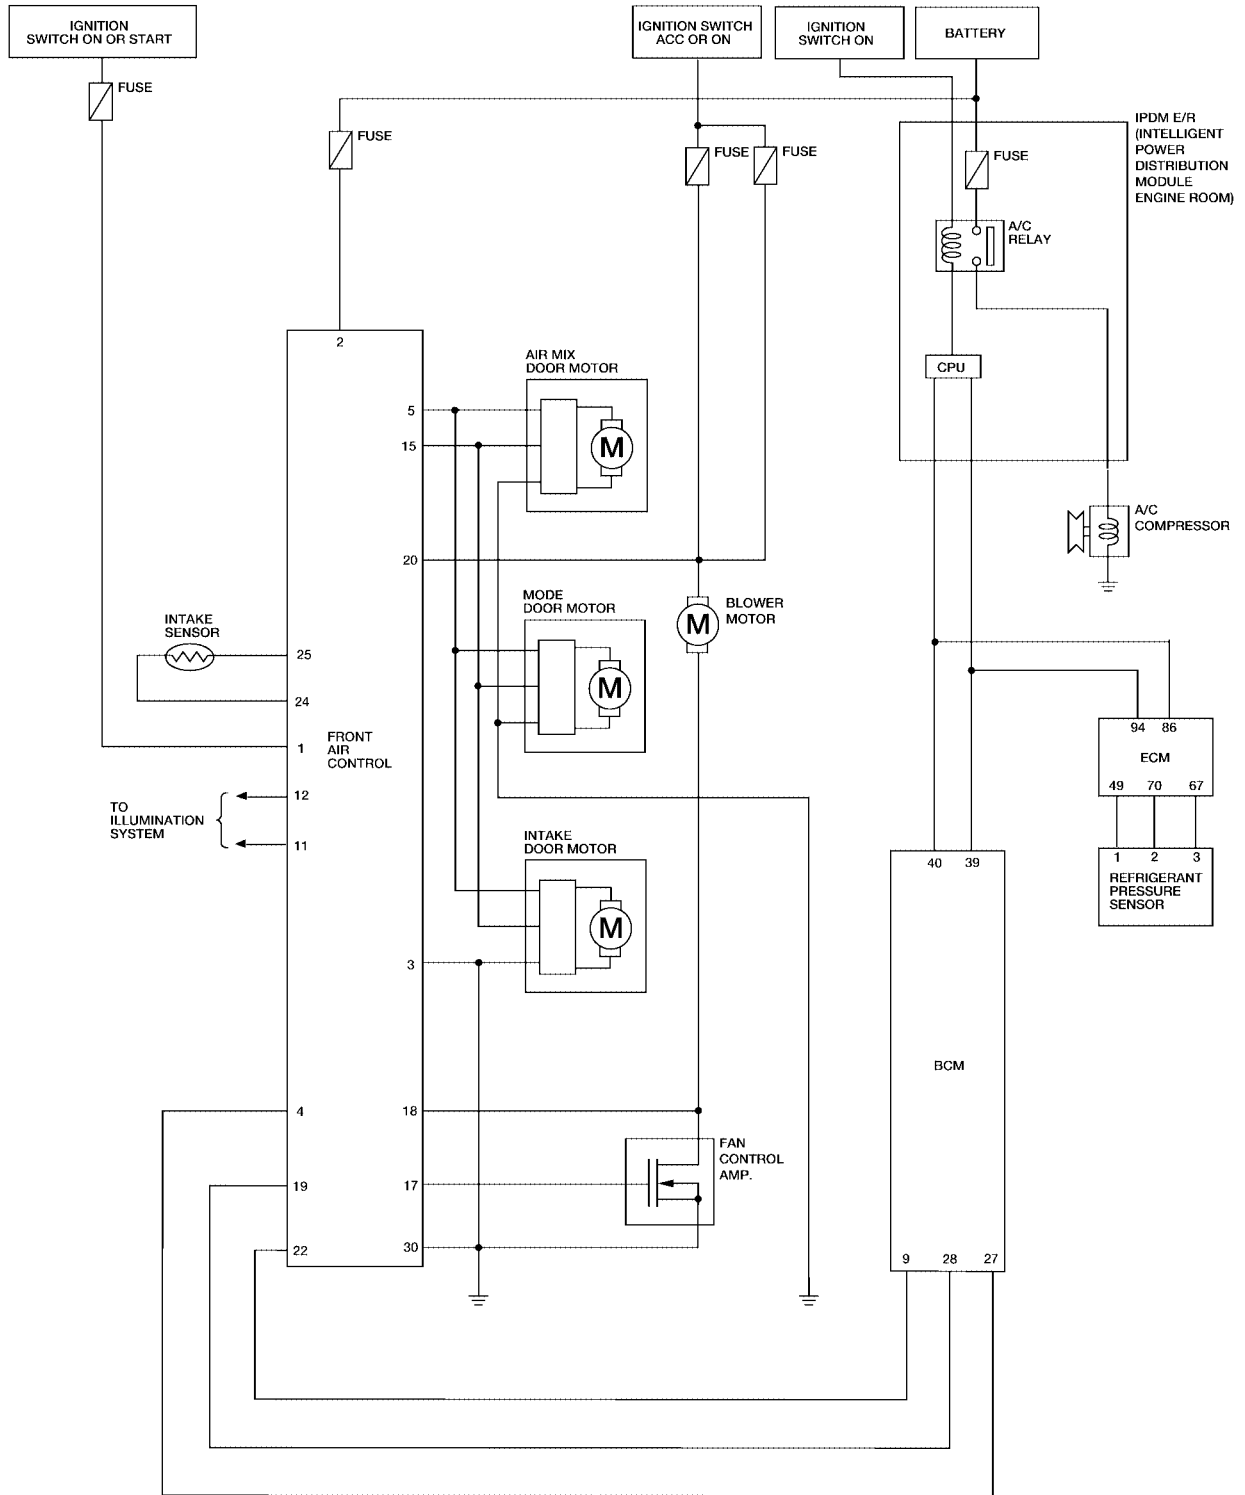 IGNITION
SWITCH ON OR START
IGNITION SWITCH
ACC OR ON
IGNITION
SWITCH ON
BATTERY
FUSE
FUSE
FUSE
FUSE
FUSE
IPDM E/R
(INTELLIGENT
POWER
DISTRIBUTION
MODULE
ENGINE ROOM)
A/C
RELAY
CPU
A/C
COMPRESSOR
2
5
15
20
25
24
1
12
11
3
4
18
19
17
22
30
FRONT
AIR
CONTROL
AIR MIX
DOOR MOTOR
M
MODE
DOOR MOTOR
M
INTAKE
DOOR MOTOR
M
BLOWER
MOTOR
M
INTAKE
SENSOR
TO
ILLUMINATION
SYSTEM
FAN
CONTROL
AMP.
94 86
ECM
49 70 67
1 2 3
REFRIGERANT
PRESSURE
SENSOR
40 39
BCM
9 28 27